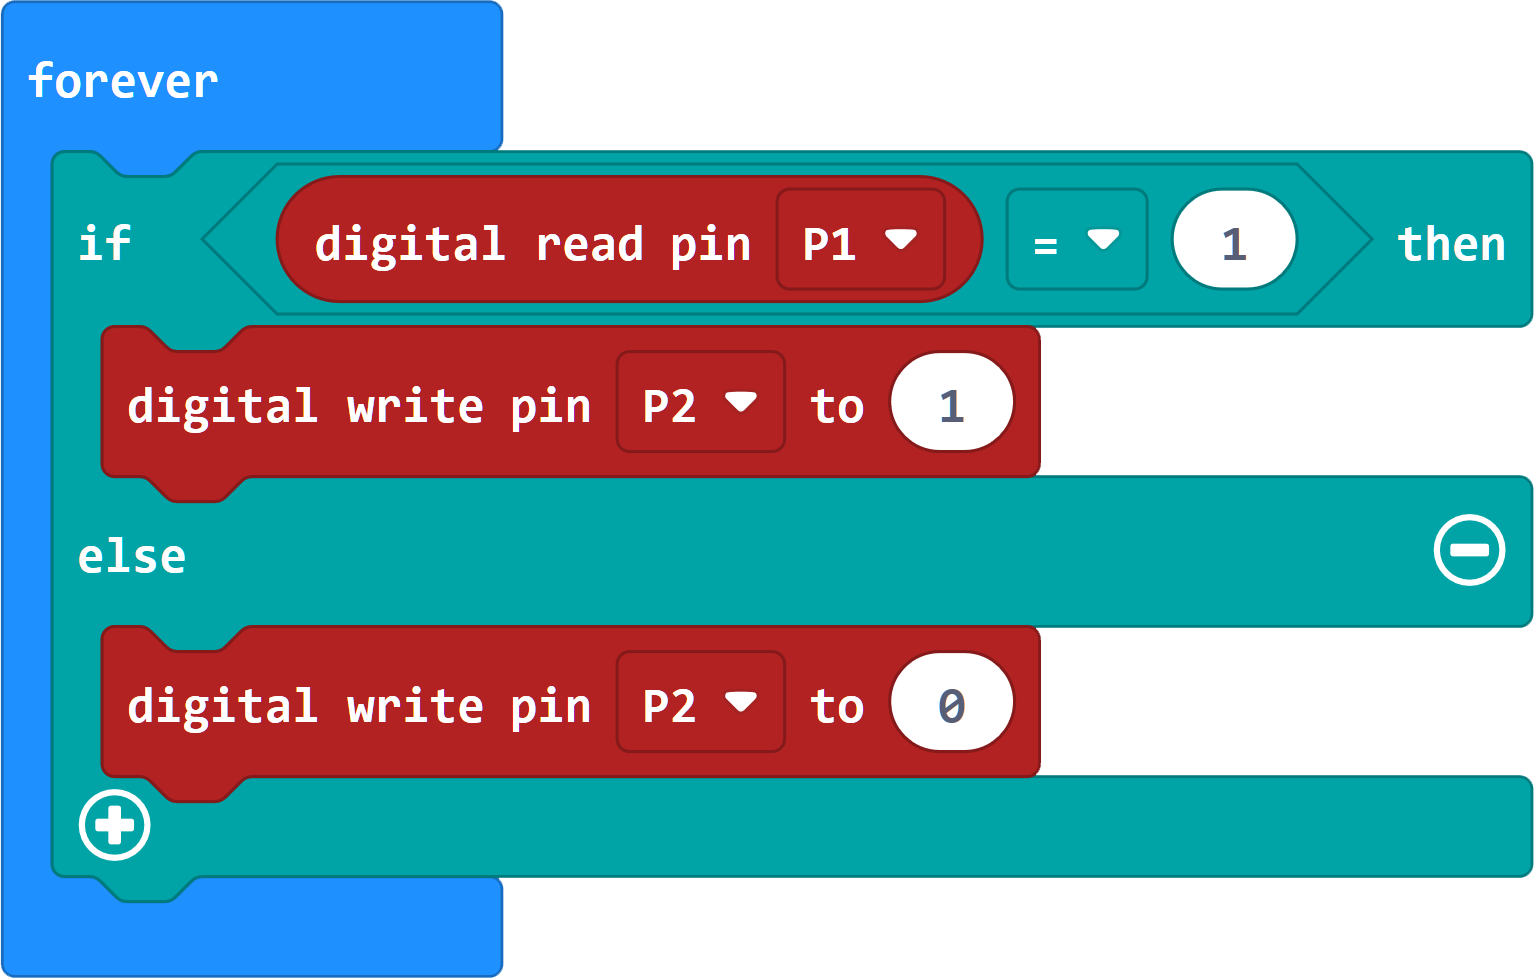 forever
if digital read pin P1 = 1 then
digital write pin P2 to 1
else
digital write pin P2 to 0